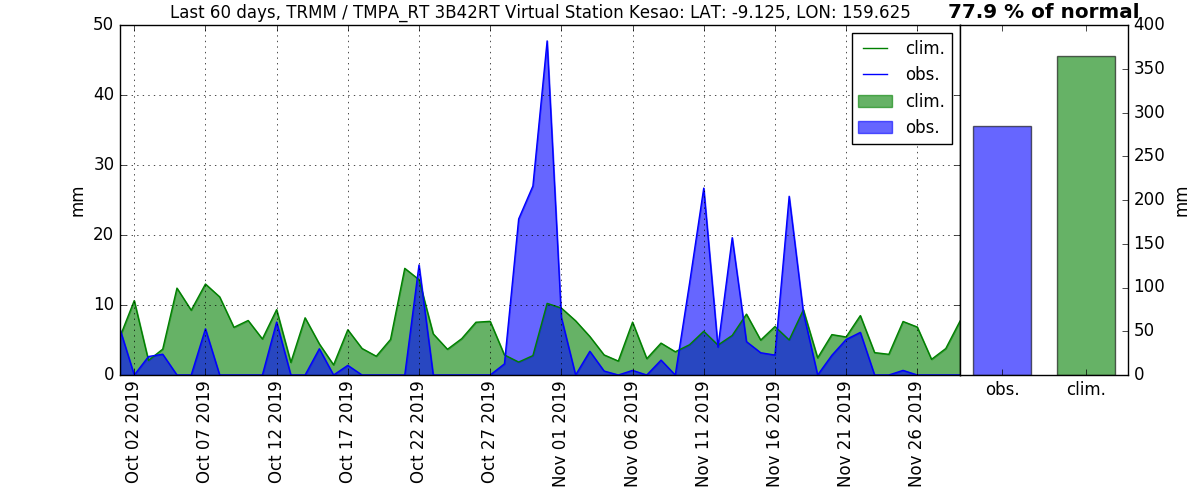 Last 60 days, TRMM / TMPA_RT 3B42RT Virtual Station Kesao: LAT: -9.125, LON: 159.625
77.9 % of normal
mm
50
40
30
20
10
0
Oct 02 2019
Oct 07 2019
Oct 12 2019
Oct 17 2019
Oct 22 2019
Oct 27 2019
Nov 01 2019
Nov 06 2019
Nov 11 2019
Nov 16 2019
Nov 21 2019
Nov 26 2019
clim.
obs.
clim.
obs.
400
350
300
250
200
150
100
50
0
mm
obs.
clim.